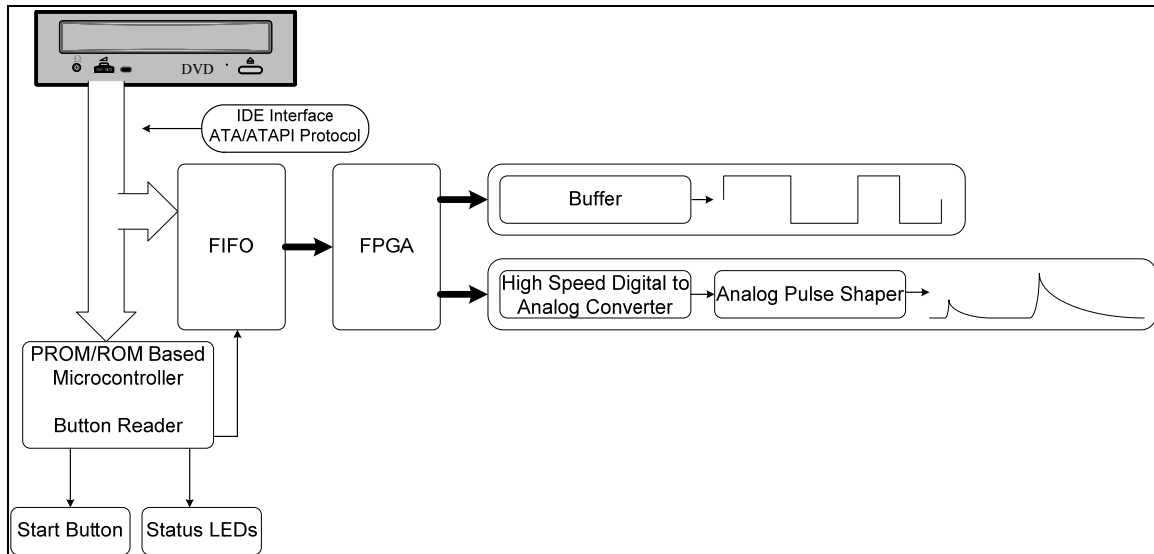 DVD
IDE Interface
ATA/ATAPI Protocol
FIFO
FPGA
Buffer
High Speed Digital to
Analog Converter
Analog Pulse Shaper
PROM/ROM Based
Microcontroller
Button Reader
Start Button
Status LEDs